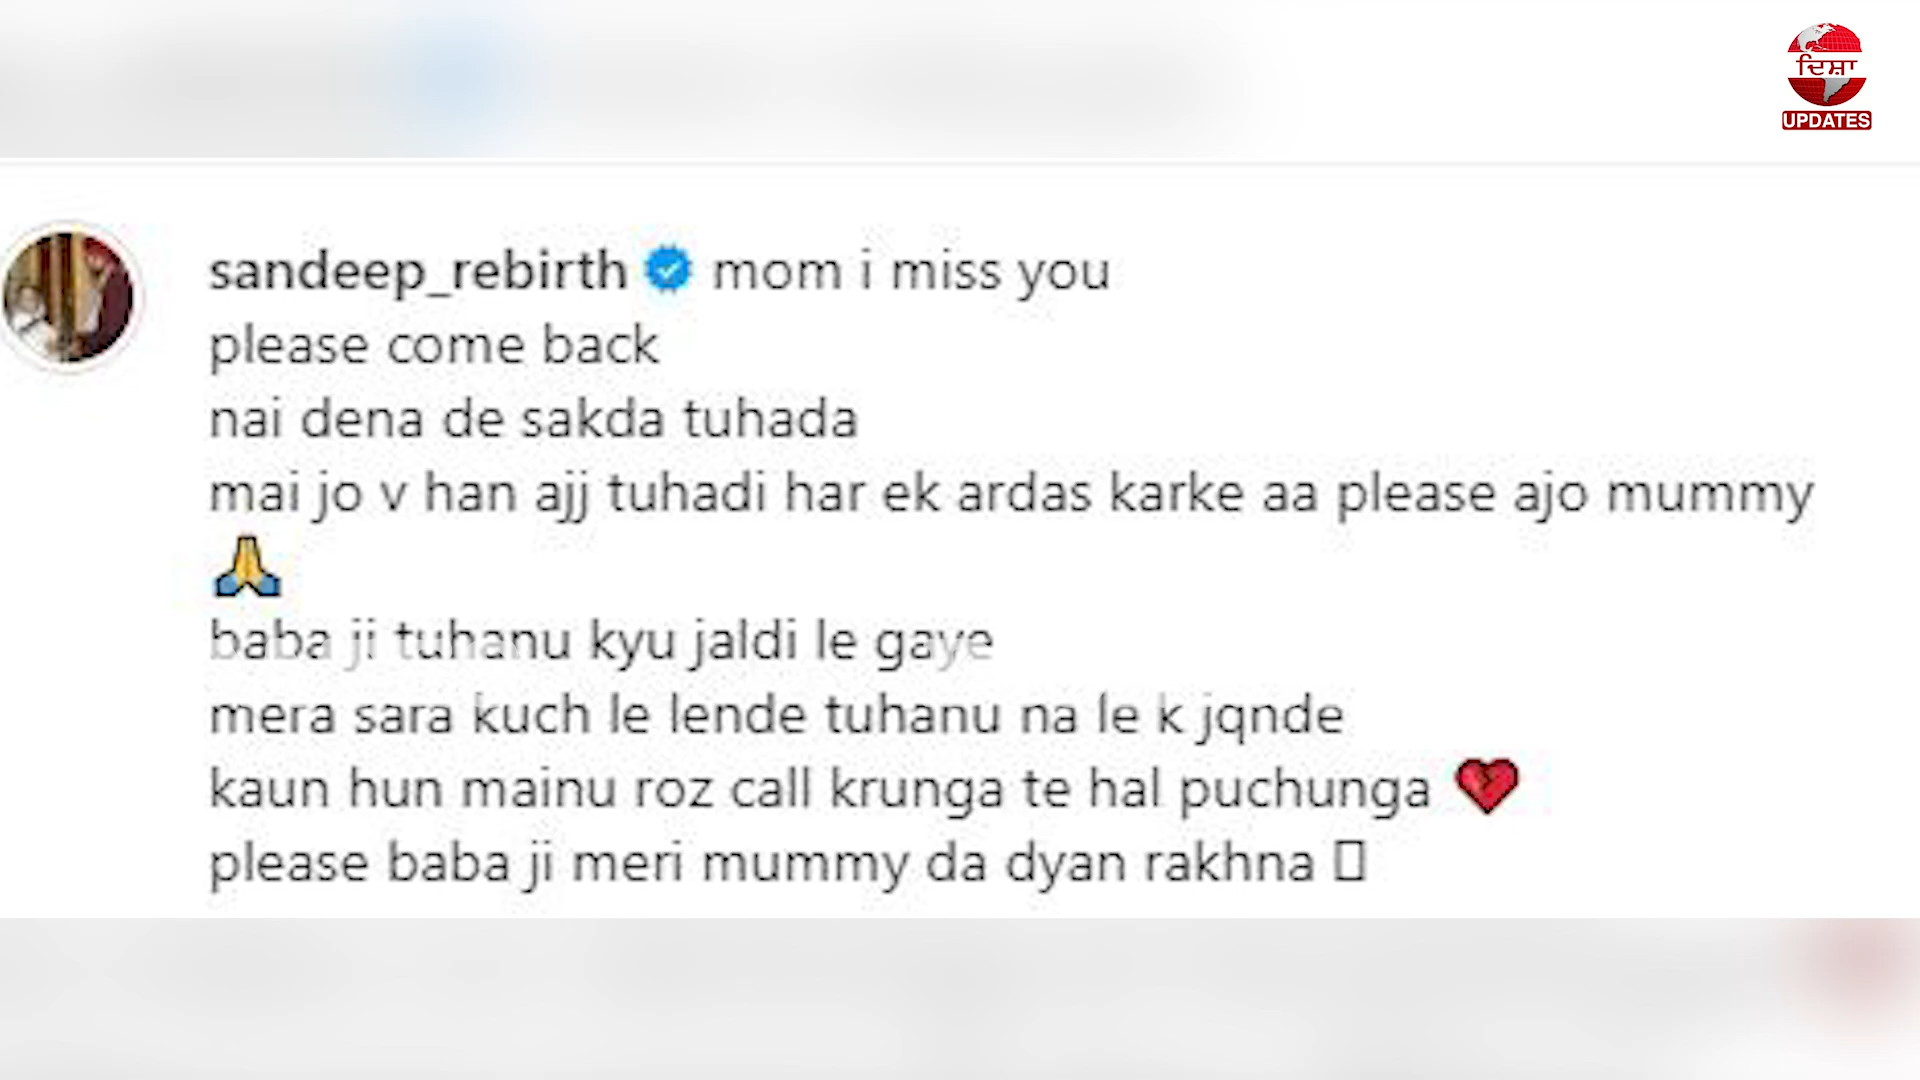 ਦਿਸ਼ਾ
UPDATES
sandeep_rebirth mom i miss you
please come back
nai dena de sakda tuhada
mai jo v han ajj tuhadi har ek ardas karke aa please ajo mummy
🙏
baba ji tuhanu kyu jaldi le gaye
mera sara kuch le lende tuhanu na le k jqnde
kaun hun mainu roz call krunga te hal puchunga 💔
please baba ji meri mummy da dyan rakhna